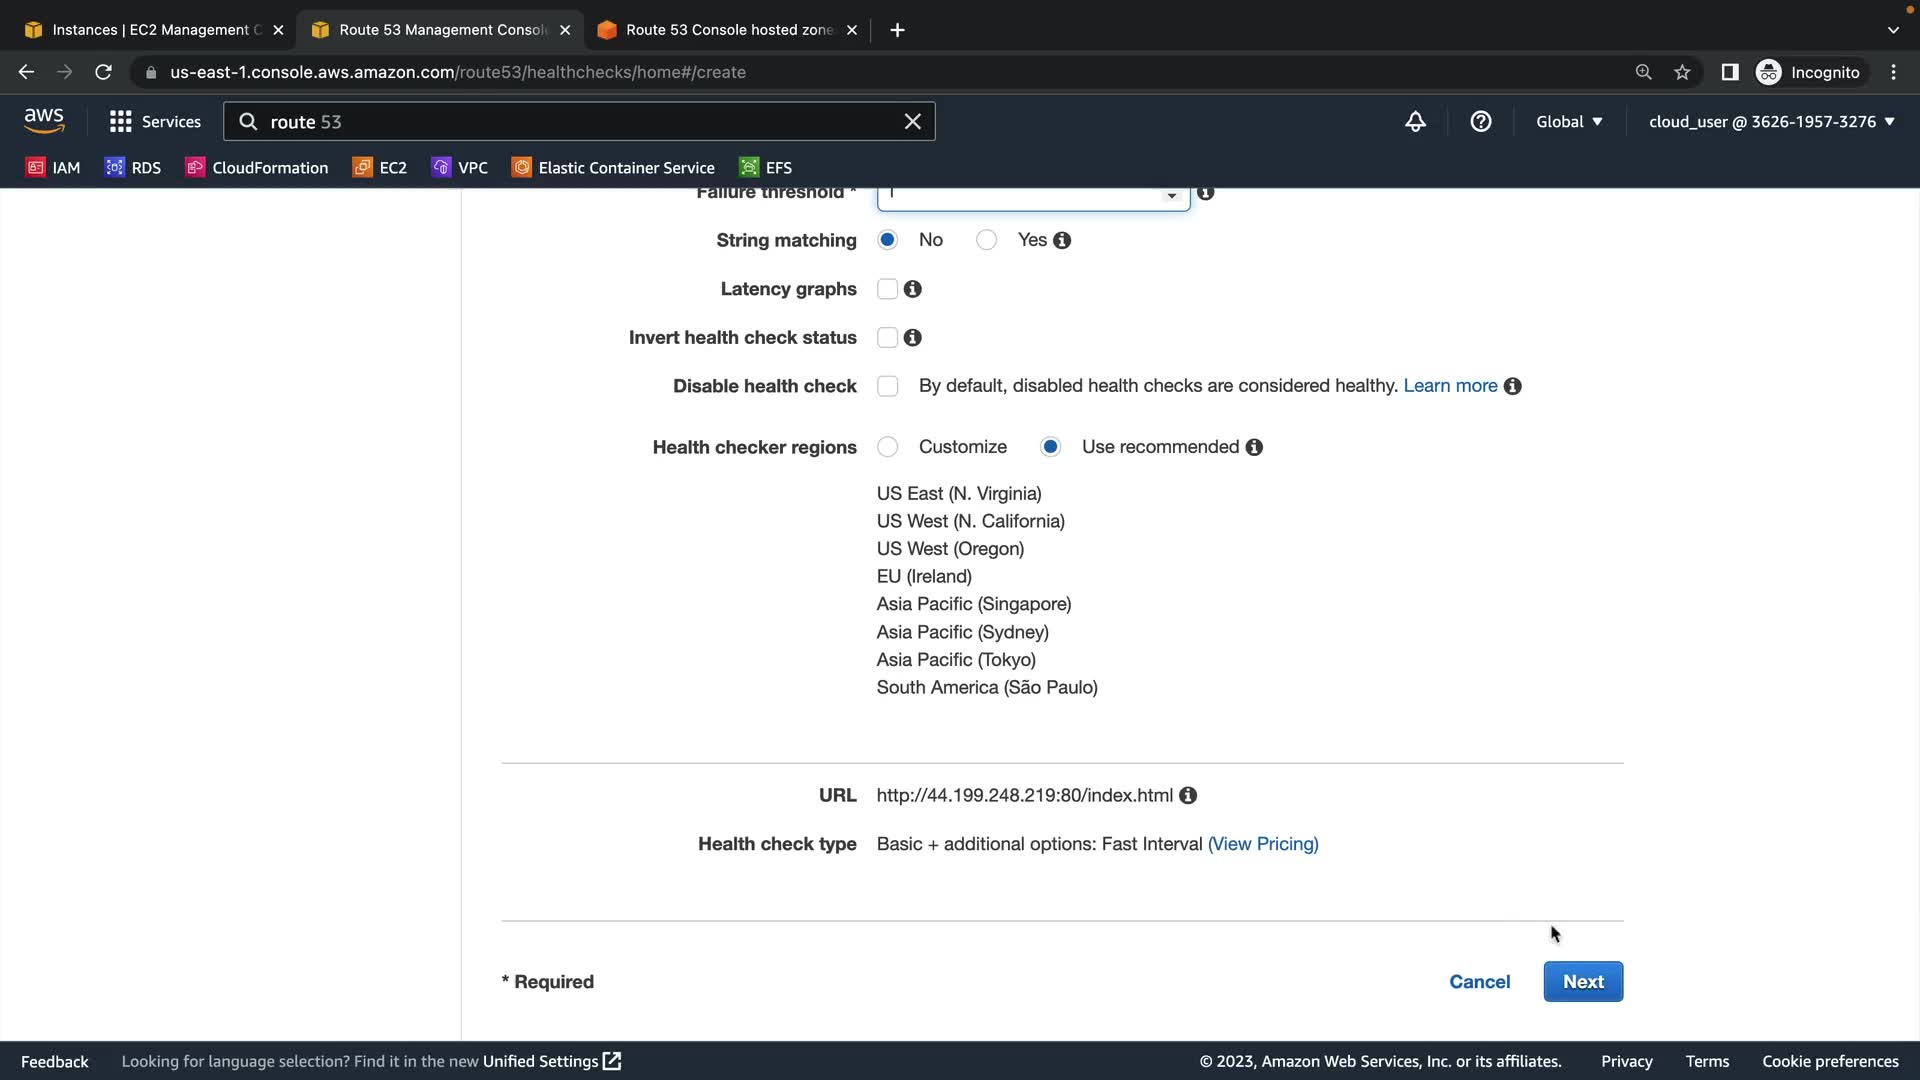 Instances | EC2 Management C
Route 53 Management Consol
Route 53 Console hosted zone
us-east-1.console.aws.amazon.com/route53/healthchecks/home#/create
Incognito
aws
Services
route 53
Global
cloud_user @ 3626-1957-3276
IAM
RDS
CloudFormation
EC2
VPC
Elastic Container Service
EFS
Failure threshold *
1
String matching
No
Yes
Latency graphs
Invert health check status
Disable health check
By default, disabled health checks are considered healthy. Learn more
Health checker regions
Customize
Use recommended
US East (N. Virginia)
US West (N. California)
US West (Oregon)
EU (Ireland)
Asia Pacific (Singapore)
Asia Pacific (Sydney)
Asia Pacific (Tokyo)
South America (São Paulo)
URL
http://44.199.248.219:80/index.html
Health check type
Basic + additional options: Fast Interval (View Pricing)
* Required
Cancel
Next
Feedback
Looking for language selection? Find it in the new Unified Settings
© 2023, Amazon Web Services, Inc. or its affiliates.
Privacy
Terms
Cookie preferences